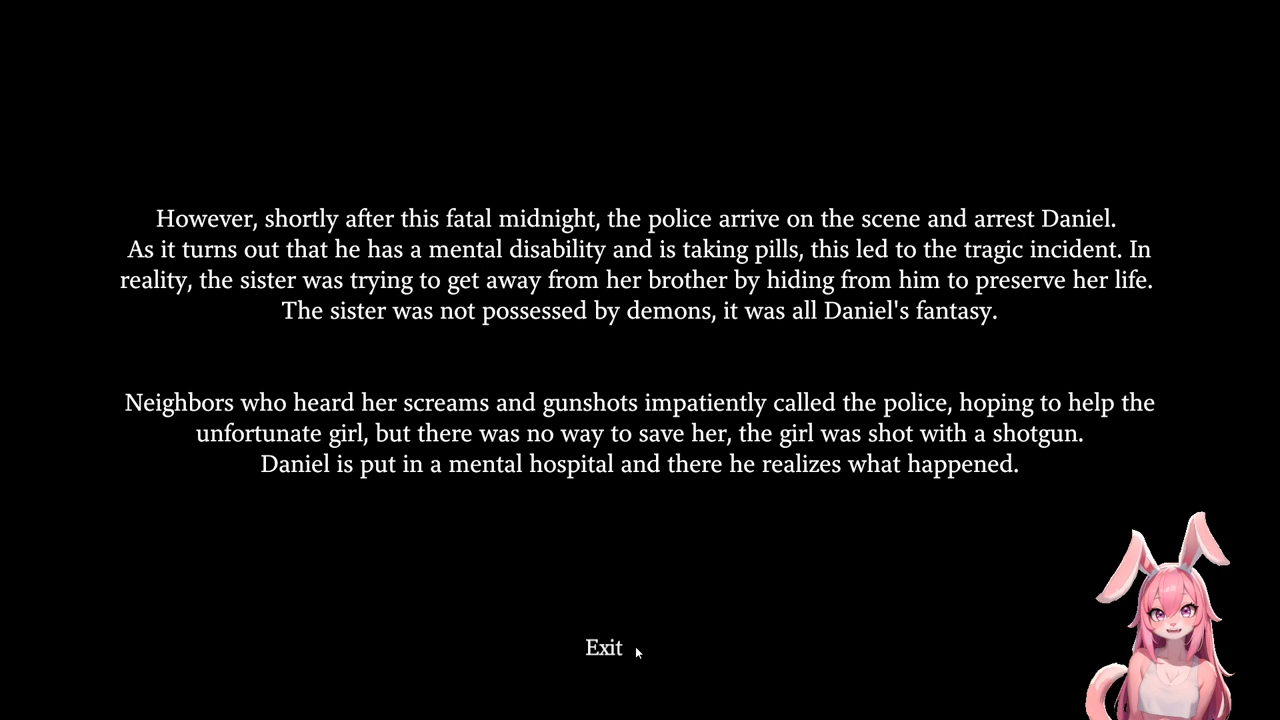 However, shortly after this fatal midnight, the police arrive on the scene and arrest Daniel.
As it turns out that he has a mental disability and is taking pills, this led to the tragic incident. In
reality, the sister was trying to get away from her brother by hiding from him to preserve her life.
The sister was not possessed by demons, it was all Daniel's fantasy.
Neighbors who heard her screams and gunshots impatiently called the police, hoping to help the
unfortunate girl, but there was no way to save her, the girl was shot with a shotgun.
Daniel is put in a mental hospital and there he realizes what happened.
Exit